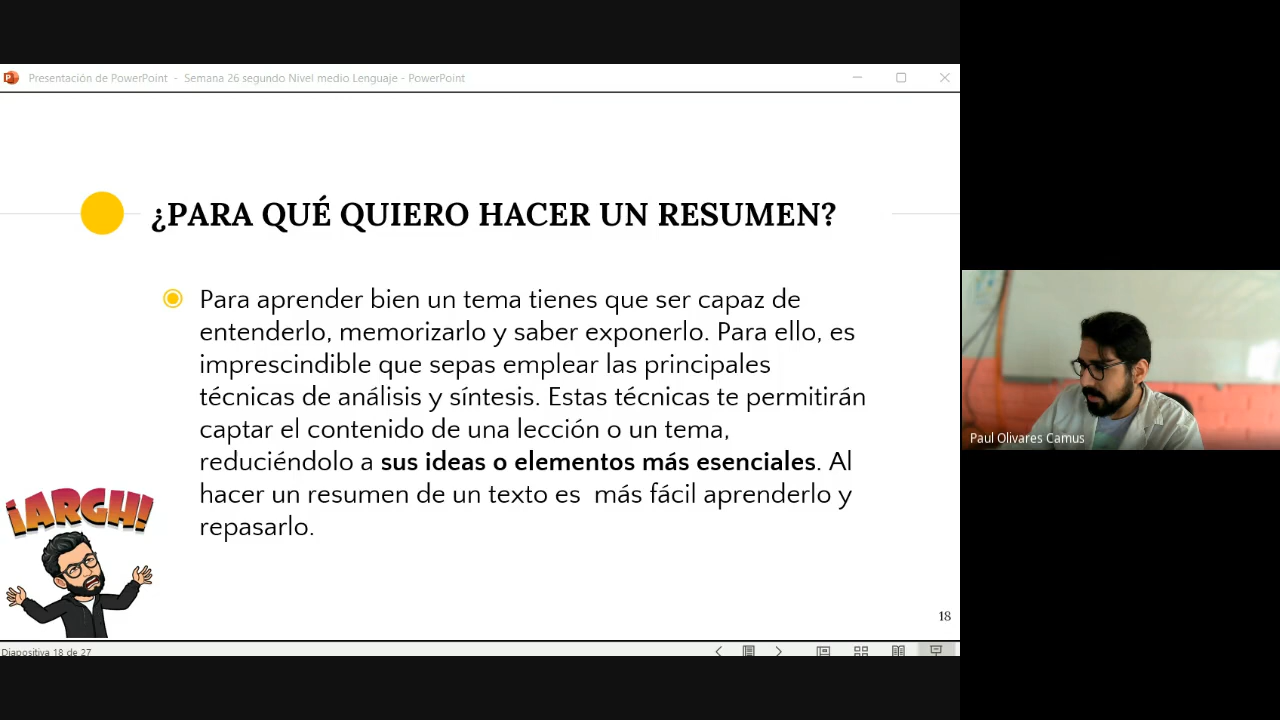 Presentación de PowerPoint - Semana 26 segundo Nivel medio Lenguaje - PowerPoint
¿PARA QUÉ QUIERO HACER UN RESUMEN?
Para aprender bien un tema tienes que ser capaz de
entenderlo, memorizarlo y saber exponerlo. Para ello, es
imprescindible que sepas emplear las principales
técnicas de análisis y síntesis. Estas técnicas te permitirán
captar el contenido de una lección o un tema,
reduciéndolo a sus ideas o elementos más esenciales. Al
hacer un resumen de un texto es más fácil aprenderlo y
repasarlo.
¡ARGH!
18
Diapositiva 18 de 27
Paul Olivares Camus